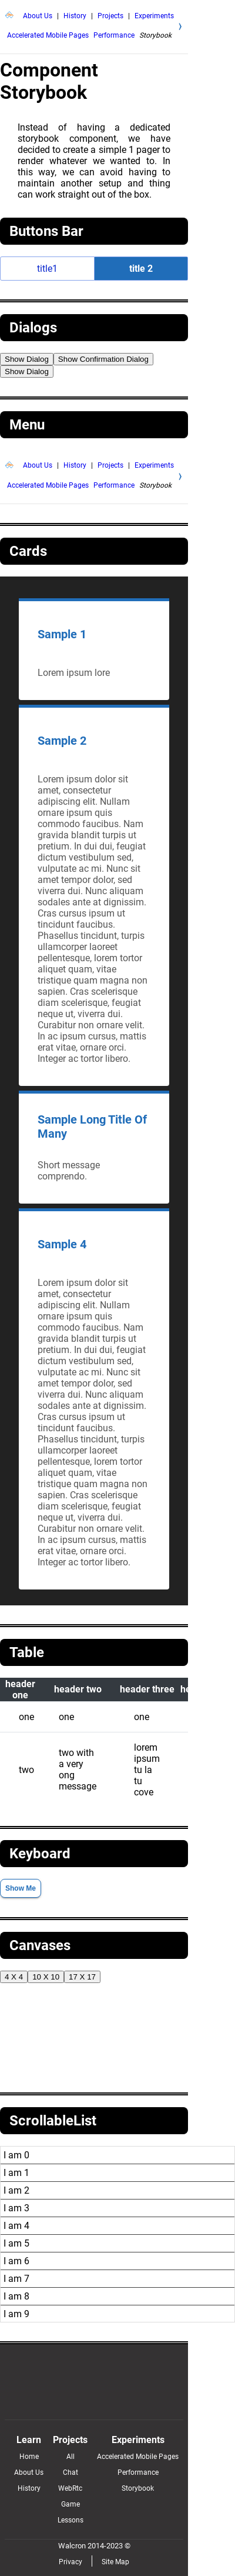 About Us | History | Projects | Experiments
Accelerated Mobile Pages Performance Storybook
Component
Storybook
Instead of having a dedicated
storybook component, we have
decided to create a simple 1 pager to
render whatever we wanted to. In
this way, we can avoid having to
maintain another setup and thing
can work straight out of the box.
Buttons Bar
title1 title 2
Dialogs
Show Dialog Show Confirmation Dialog
Show Dialog
Menu
About Us | History | Projects | Experiments
Accelerated Mobile Pages Performance Storybook
Cards
Sample 1
Lorem ipsum lore
Sample 2
Lorem ipsum dolor sit
amet, consectetur
adipiscing elit. Nullam
ornare ipsum quis
commodo faucibus. Nam
gravida blandit turpis ut
pretium. In dui dui, feugiat
dictum vestibulum sed,
vulputate ac mi. Nunc sit
amet tempor dolor, sed
viverra dui. Nunc aliquam
sodales ante at dignissim.
Cras cursus ipsum ut
tincidunt faucibus.
Phasellus tincidunt, turpis
ullamcorper laoreet
pellentesque, lorem tortor
aliquet quam, vitae
tristique quam magna non
sapien. Cras scelerisque
diam scelerisque, feugiat
neque ut, viverra dui.
Curabitur non ornare velit.
In ac ipsum cursus, mattis
erat vitae, ornare orci.
Integer ac tortor libero.
Sample Long Title Of
Many
Short message
comprendo.
Sample 4
Lorem ipsum dolor sit
amet, consectetur
adipiscing elit. Nullam
ornare ipsum quis
commodo faucibus. Nam
gravida blandit turpis ut
pretium. In dui dui, feugiat
dictum vestibulum sed,
vulputate ac mi. Nunc sit
amet tempor dolor, sed
viverra dui. Nunc aliquam
sodales ante at dignissim.
Cras cursus ipsum ut
tincidunt faucibus.
Phasellus tincidunt, turpis
ullamcorper laoreet
pellentesque, lorem tortor
aliquet quam, vitae
tristique quam magna non
sapien. Cras scelerisque
diam scelerisque, feugiat
neque ut, viverra dui.
Curabitur non ornare velit.
In ac ipsum cursus, mattis
erat vitae, ornare orci.
Integer ac tortor libero.
Table
header
one
header two header three
one one one
two
two with
a very
ong
message
lorem
ipsum
tu la
tu
cove
Keyboard
Show Me
Canvases
4 X 4 10 X 10 17 X 17
ScrollableList
I am 0
I am 1
I am 2
I am 3
I am 4
I am 5
I am 6
I am 7
I am 8
I am 9
Learn Projects Experiments
Home All Accelerated Mobile Pages
About Us Chat Performance
History WebRtc Storybook
Game
Lessons
Walcron 2014-2023 ©
Privacy Site Map